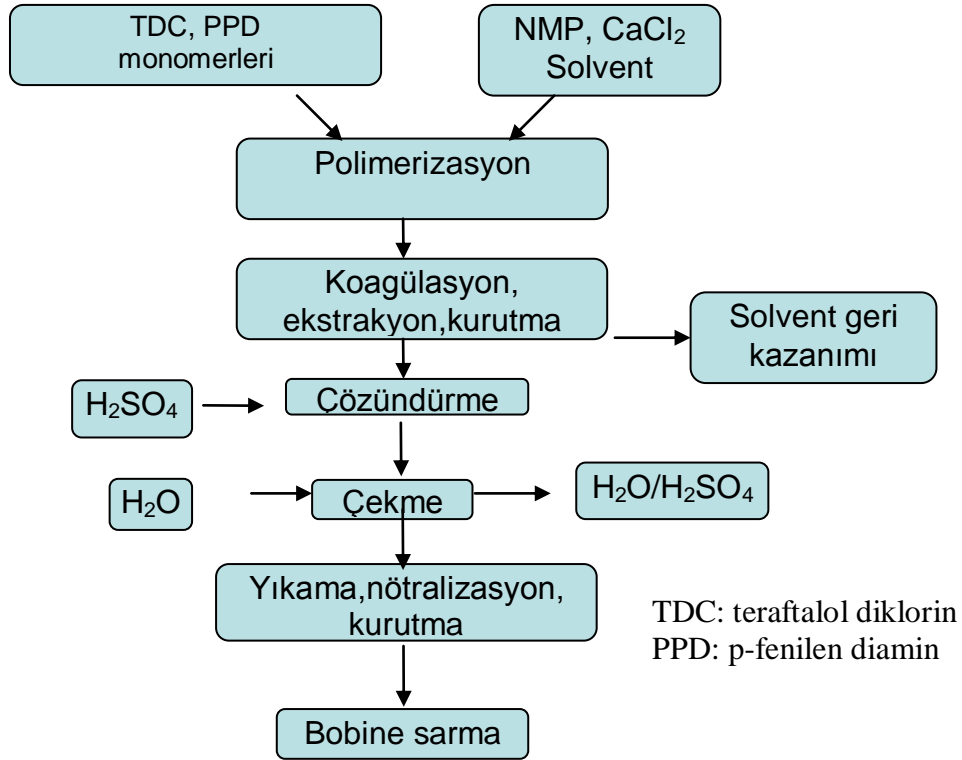 TDC, PPD
monomerleri
NMP, CaCl₂
Solvent
Polimerizasyon
Koagülasyon,
ekstrakyon,kurutma
Solvent geri
kazanımı
H₂SO₄
Çözündürme
H₂O
Çekme
H₂O/H₂SO₄
Yıkama,nötralizasyon,
kurutma
TDC: teraftalol diklorin
PPD: p-fenilen diamin
Bobine sarma